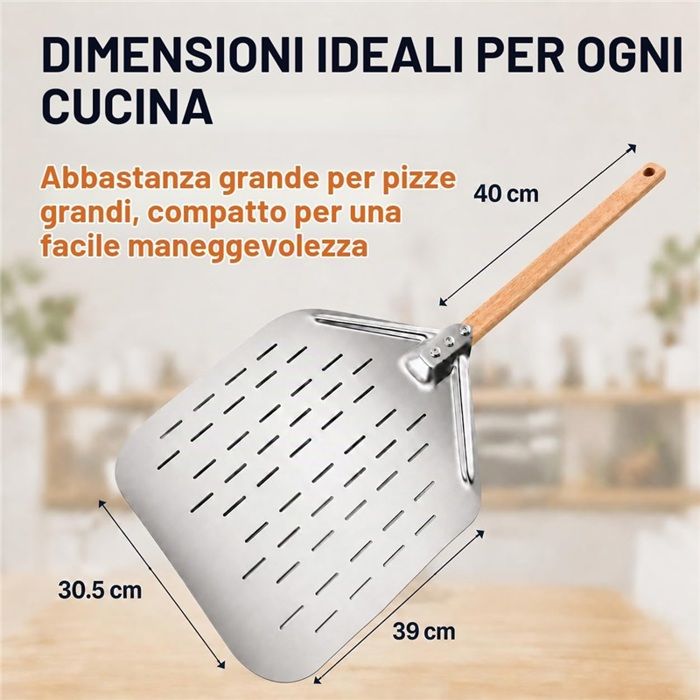 DIMENSIONI IDEALI PER OGNI
CUCINA
Abbastanza grande per pizze
grandi, compatto per una
facile maneggevolezza
40 cm
30.5 cm
39 cm